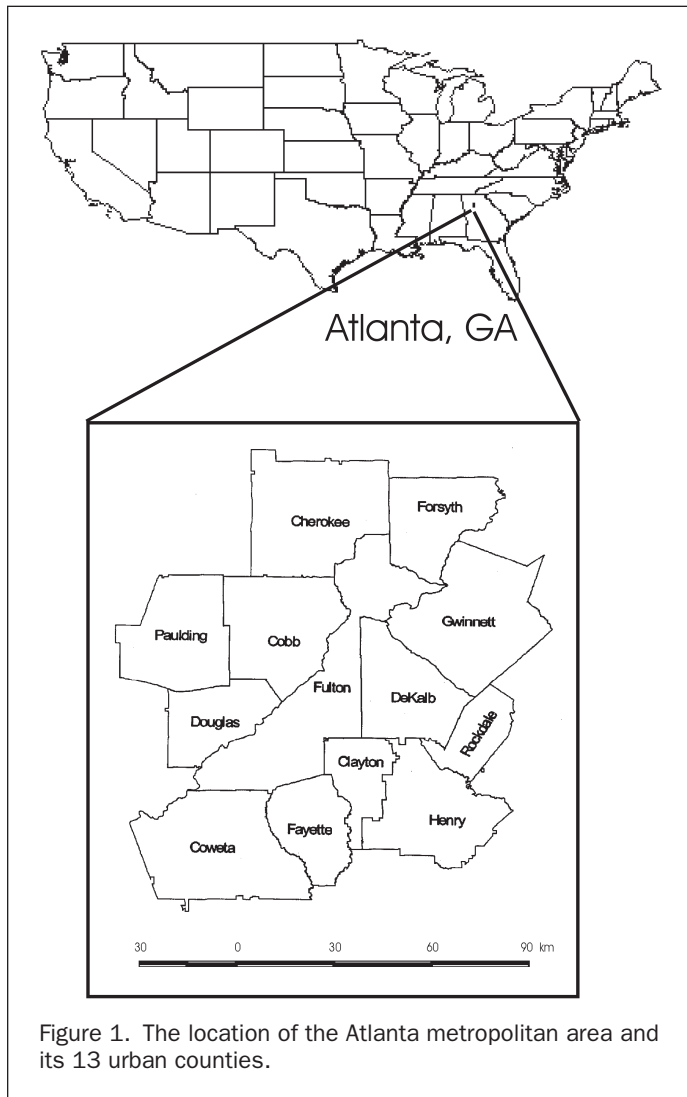 Atlanta, GA
Cherokee
Forsyth
Gwinnett
Paulding
Cobb
Fulton
DeKalb
Douglas
Rockdale
Clayton
Henry
Fayette
Coweta
30 0 30 60 90 km
Figure 1. The location of the Atlanta metropolitan area and
its 13 urban counties.